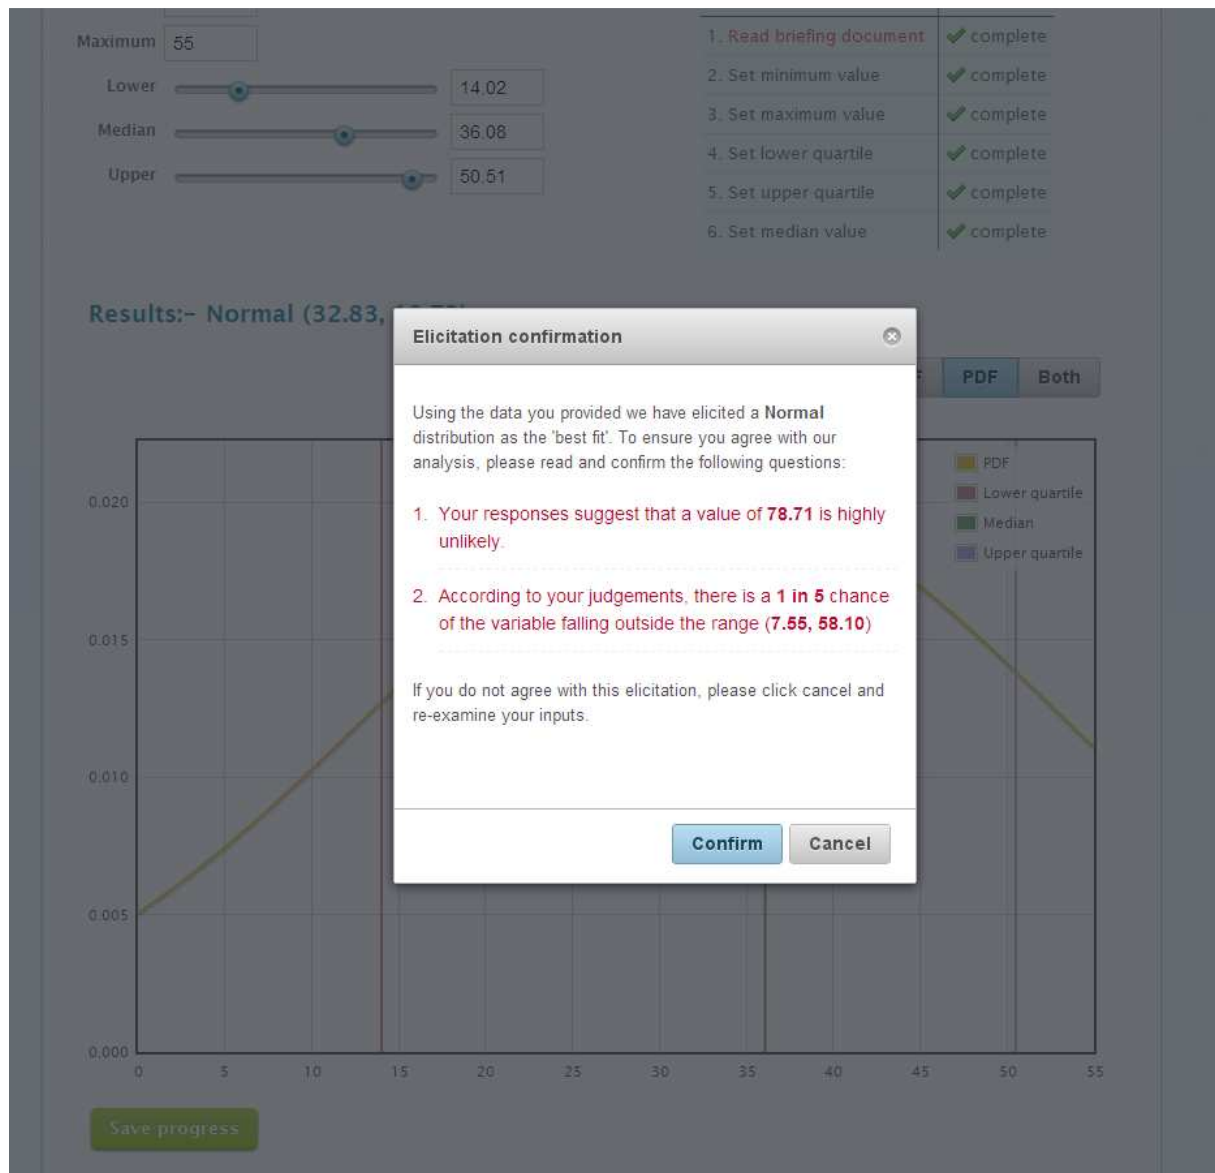 Maximum 55
Lower 14.02
Median 36.08
Upper 50.51
1. Read briefing document complete
2. Set minimum value complete
3. Set maximum value complete
4. Set lower quartile complete
5. Set upper quartile complete
6. Set median value complete
Results:- Normal (32.83,
PDF Both
Elicitation confirmation
Using the data you provided we have elicited a Normal
distribution as the 'best fit'. To ensure you agree with our
analysis, please read and confirm the following questions:
1. Your responses suggest that a value of 78.71 is highly
unlikely.
2. According to your judgements, there is a 1 in 5 chance
of the variable falling outside the range (7.55, 58.10)
If you do not agree with this elicitation, please click cancel and
re-examine your inputs.
Confirm Cancel
PDF
Lower quartile
Median
Upper quartile
0.020
0.015
0.010
0.005
0.000
0 5 10 15 20 25 30 35 40 45 50 55
Save progress